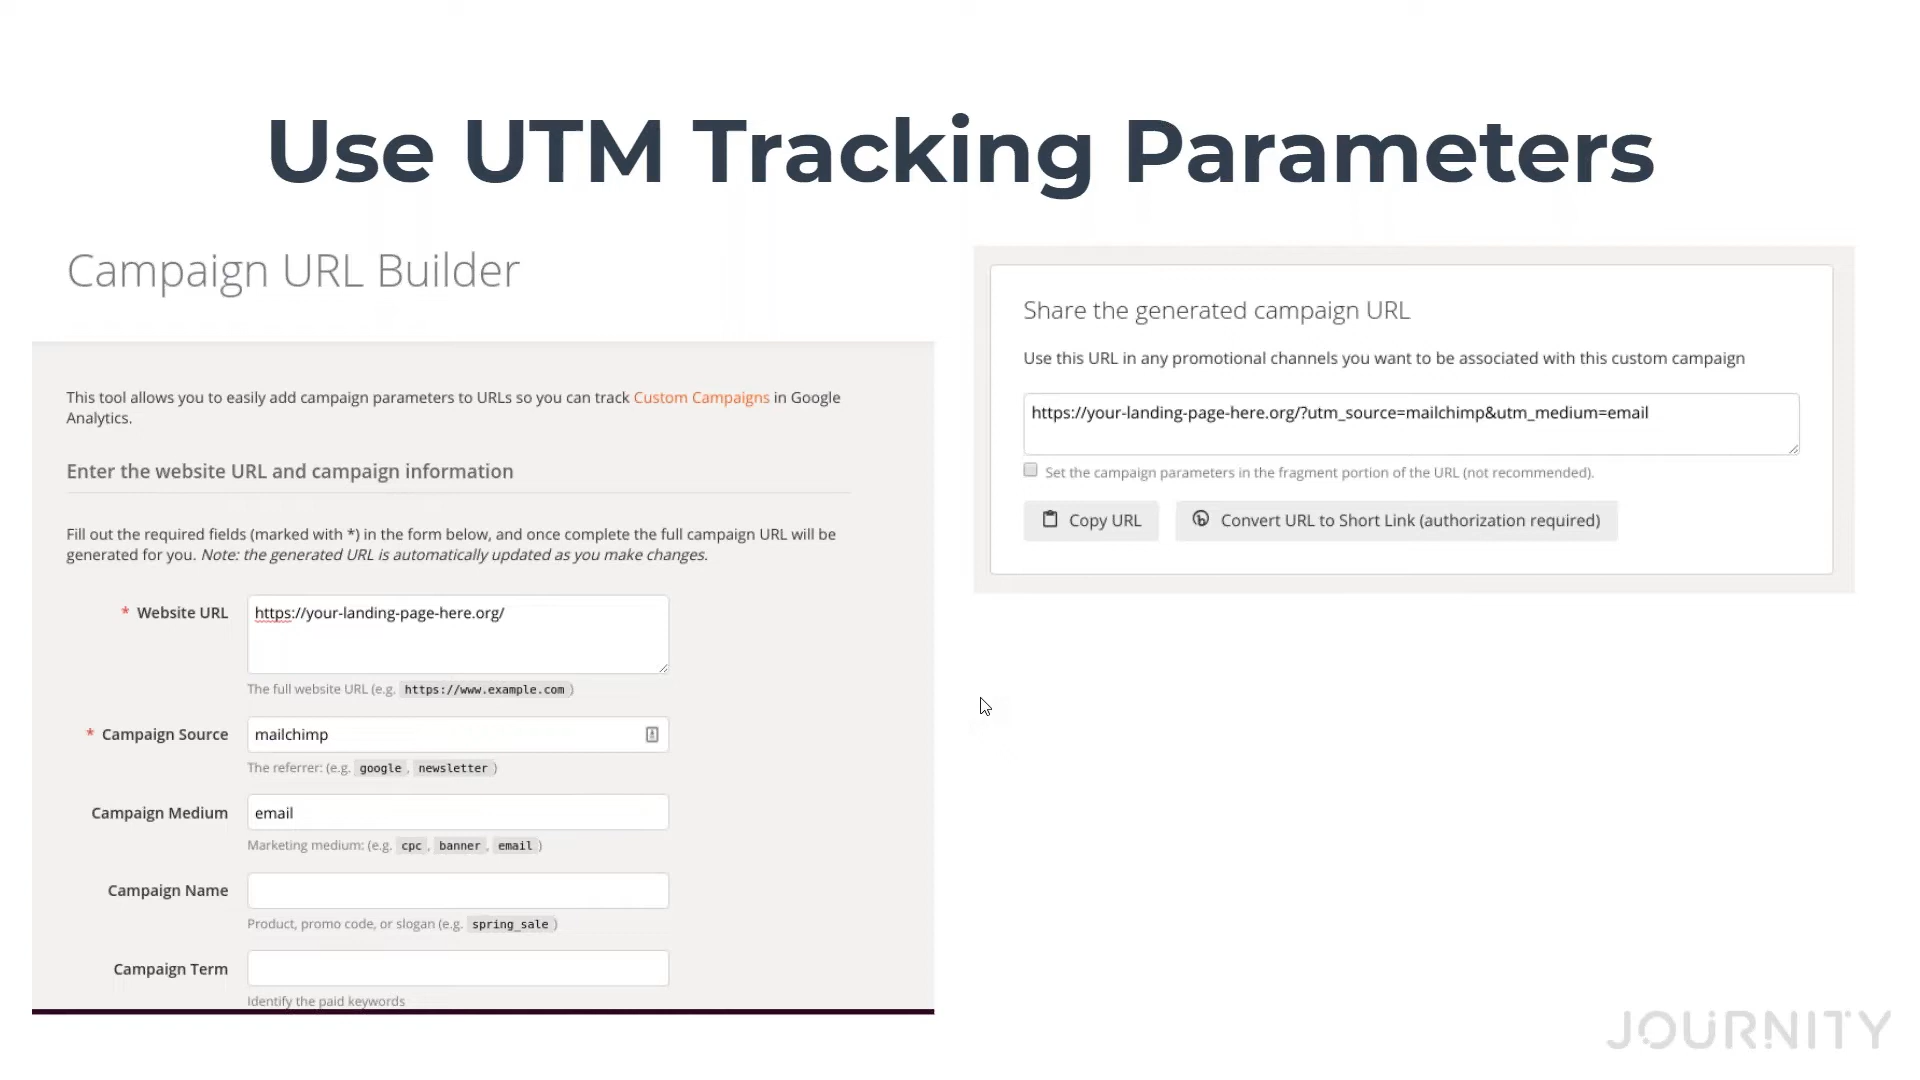 Use UTM Tracking Parameters
Campaign URL Builder
This tool allows you to easily add campaign parameters to URLs so you can track Custom Campaigns in Google
Analytics.
Enter the website URL and campaign information
Fill out the required fields (marked with *) in the form below, and once complete the full campaign URL will be
generated for you. Note: the generated URL is automatically updated as you make changes.
* Website URL https://your-landing-page-here.org/
The full website URL (e.g. https://www.example.com )
* Campaign Source mailchimp
The referrer: (e.g. google , newsletter )
Campaign Medium email
Marketing medium: (e.g. cpc , banner , email )
Campaign Name
Product, promo code, or slogan (e.g. spring_sale )
Campaign Term
Identify the paid keywords
Share the generated campaign URL
Use this URL in any promotional channels you want to be associated with this custom campaign
https://your-landing-page-here.org/?utm_source=mailchimp&utm_medium=email
Set the campaign parameters in the fragment portion of the URL (not recommended).
Copy URL Convert URL to Short Link (authorization required)
JOURNITY